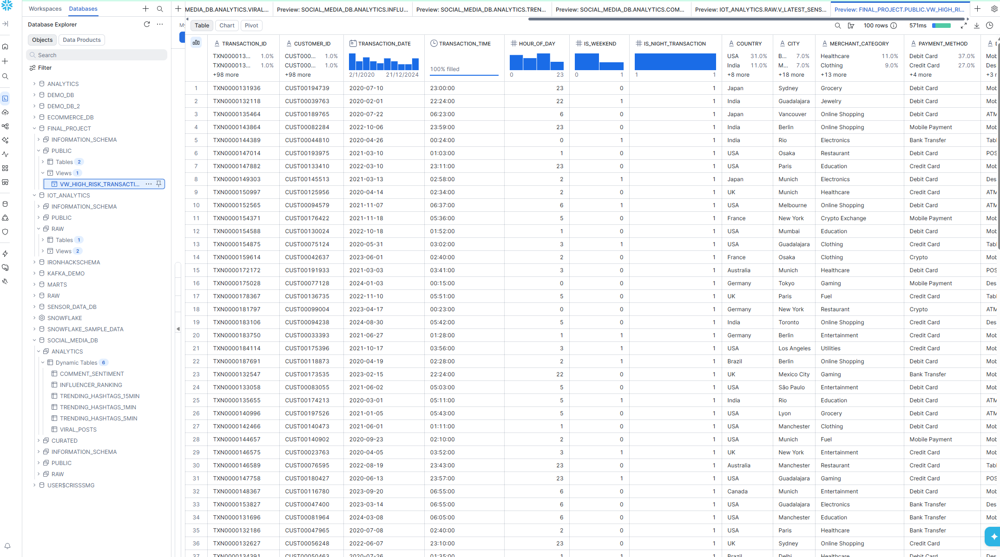 Workspaces Databases
MEDIA_DB.ANALYTICS.VIRAL... Preview: SOCIAL_MEDIA_DB.ANALYTICS.INFLU... Preview: SOCIAL_MEDIA_DB.ANALYTICS.TREN... Preview: SOCIAL_MEDIA_DB.ANALYTICS.COM... Preview: IOT_ANALYTICS.RAW.V_LATEST_SENS... Preview: FINAL_PROJECT.PUBLIC.VW_HIGH_RI...
Database Explorer
Objects Data Products
Search
Filter
ANALYTICS
DEMO_DB
DEMO_DB_2
ECOMMERCE_DB
FINAL_PROJECT
INFORMATION_SCHEMA
PUBLIC
Tables 2
Views 1
VW_HIGH_RISK_TRANSACTI...
IOT_ANALYTICS
INFORMATION_SCHEMA
PUBLIC
RAW
Tables 1
Views 2
IRONHACKSCHEMA
KAFKA_DEMO
MARTS
RAW
SENSOR_DATA_DB
SNOWFLAKE
SNOWFLAKE_SAMPLE_DATA
SOCIAL_MEDIA_DB
ANALYTICS
Dynamic Tables 6
COMMENT_SENTIMENT
INFLUENCER_RANKING
TRENDING_HASHTAGS_15MIN
TRENDING_HASHTAGS_1MIN
TRENDING_HASHTAGS_5MIN
VIRAL_POSTS
CURATED
INFORMATION_SCHEMA
PUBLIC
RAW
USER$CRISSSMG
My
Table Chart Pivot
100 rows 571ms
TRANSACTION_ID CUSTOMER_ID TRANSACTION_DATE TRANSACTION_TIME HOUR_OF_DAY IS_WEEKEND IS_NIGHT_TRANSACTION COUNTRY CITY MERCHANT_CATEGORY PAYMENT_METHOD
TXN000013... 1.0% CUST000... 1.0% USA 31.0% B... 7.0% Healthcare 11.0% Debit Card 37.0% Mot
TXN000013... 1.0% CUST000... 1.0% 100% filled India 11.0% M... 7.0% Clothing 9.0% Credit Card 27.0% Des
+98 more +98 more 2/1/2020 21/12/2024 0 23 0 1 1 1 +8 more +18 more +13 more +4 more +3 r
1 TXN0000131936 CUST00194739 2020-07-10 23:00:00 23 0 1 Japan Sydney Grocery Debit Card Mot
2 TXN0000132118 CUST00039763 2020-02-01 22:24:00 22 1 1 India Guadalajara Jewelry Debit Card Mot
3 TXN0000135464 CUST00189765 2020-07-22 06:23:00 6 0 1 Japan Vancouver Online Shopping Debit Card ATM
4 TXN0000143864 CUST00082284 2022-10-06 23:59:00 23 0 1 India Berlin Online Shopping Mobile Payment Mot
5 TXN0000144389 CUST00044810 2020-04-26 00:24:00 0 1 1 India Rio Electronics Bank Transfer Tabl
6 TXN0000147014 CUST00193975 2021-03-10 01:03:00 1 0 1 USA Osaka Restaurant Debit Card POS
7 TXN0000147882 CUST00133410 2022-03-10 23:11:00 23 0 1 USA Paris Education Credit Card Mot
8 TXN0000149303 CUST00145513 2021-03-13 02:58:00 2 1 1 Japan Munich Electronics Debit Card Des
9 TXN0000150997 CUST00125956 2020-04-14 02:34:00 2 0 1 UK Munich Healthcare Credit Card ATM
10 TXN0000152565 CUST00094579 2021-11-07 06:37:00 6 1 1 USA Melbourne Online Shopping Debit Card ATM
11 TXN0000154371 CUST00176422 2021-11-18 05:36:00 5 0 1 France New York Crypto Exchange Mobile Payment Mot
12 TXN0000154588 CUST00130024 2022-10-18 01:52:00 1 0 1 USA Mumbai Education Debit Card Mot
13 TXN0000154875 CUST00075124 2020-05-31 03:02:00 3 1 1 USA Guadalajara Clothing Credit Card Tabl
14 TXN0000159614 CUST00042637 2023-06-01 02:40:00 2 0 1 France Osaka Clothing Crypto Mot
15 TXN0000172172 CUST00191933 2021-03-03 03:41:00 3 0 1 Australia Munich Healthcare Debit Card POS
16 TXN0000175028 CUST00077128 2024-01-03 00:15:00 0 0 1 Germany Tokyo Gaming Mobile Payment Des
17 TXN0000178367 CUST00136735 2022-11-10 05:51:00 5 0 1 UK Paris Fuel Credit Card Tabl
18 TXN0000181797 CUST00099004 2023-04-17 00:23:00 0 0 1 Germany New York Restaurant Crypto ATM
19 TXN0000183106 CUST00094238 2024-08-30 05:42:00 5 0 1 India Toronto Online Shopping Credit Card Des
20 TXN0000183750 CUST00033393 2021-06-27 01:28:00 1 1 1 Germany Berlin Entertainment Credit Card Mot
21 TXN0000184114 CUST00175396 2021-10-17 03:56:00 3 1 1 USA Los Angeles Utilities Credit Card Mot
22 TXN0000187691 CUST00118873 2020-04-19 02:28:00 2 1 1 Brazil Berlin Online Shopping Debit Card Mot
23 TXN0000132547 CUST00173535 2023-02-15 22:24:00 22 0 1 UK Mexico City Gaming Bank Transfer Mot
24 TXN0000133058 CUST00083055 2021-06-02 05:03:00 5 0 1 USA São Paulo Entertainment Debit Card Mot
25 TXN0000135655 CUST00174213 2020-03-01 05:11:00 5 1 1 India Rio Education Debit Card ATM
26 TXN0000140996 CUST00197526 2021-01-05 05:43:00 5 0 1 USA Lyon Grocery Debit Card ATM
27 TXN0000142466 CUST00140473 2021-06-01 01:11:00 1 0 1 USA Manchester Clothing Debit Card Mot
28 TXN0000144657 CUST00140902 2020-09-23 02:10:00 2 0 1 USA Munich Fuel Mobile Payment Mot
29 TXN0000146575 CUST00023763 2020-04-05 03:52:00 3 1 1 UK New York Entertainment Credit Card Mot
30 TXN0000146589 CUST00076595 2022-08-19 23:43:00 23 0 1 Australia Manchester Restaurant Credit Card Tabl
31 TXN0000147758 CUST00180427 2020-06-13 23:57:00 23 1 1 USA Guadalajara Gaming Credit Card POS
32 TXN0000148367 CUST00116780 2023-09-20 06:55:00 6 0 1 Canada Munich Entertainment Debit Card Mot
33 TXN0000153827 CUST00047400 2023-03-14 06:55:00 6 0 1 USA Guadalajara Electronics Bank Transfer Des
34 TXN0000131696 CUST00081964 2024-03-08 06:05:00 6 0 1 USA Manchester Education Bank Transfer Mot
35 TXN0000132186 CUST00047965 2020-07-08 02:40:00 2 0 1 USA Paris Healthcare Bank Transfer Mot
36 TXN0000132627 CUST00056248 2022-06-07 23:10:00 23 0 1 UK Sydney Online Shopping Credit Card
37 TXN0000134391 CUST00050463 2020-07-26 01:35:00 1 1 1 Brazil Delhi Healthcare Credit Card Mot